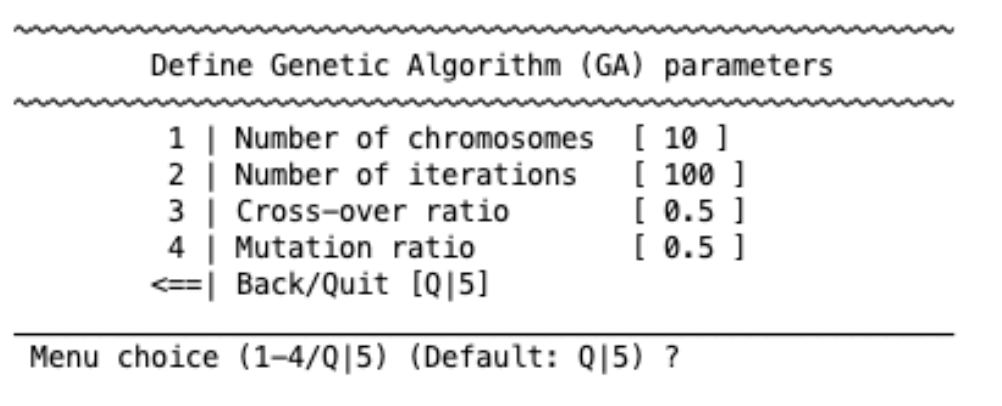 Define Genetic Algorithm (GA) parameters
1 | Number of chromosomes [ 10 ]
2 | Number of iterations [ 100 ]
3 | Cross-over ratio [ 0.5 ]
4 | Mutation ratio [ 0.5 ]
<==| Back/Quit [Q|5]
Menu choice (1-4/Q|5) (Default: Q|5) ?